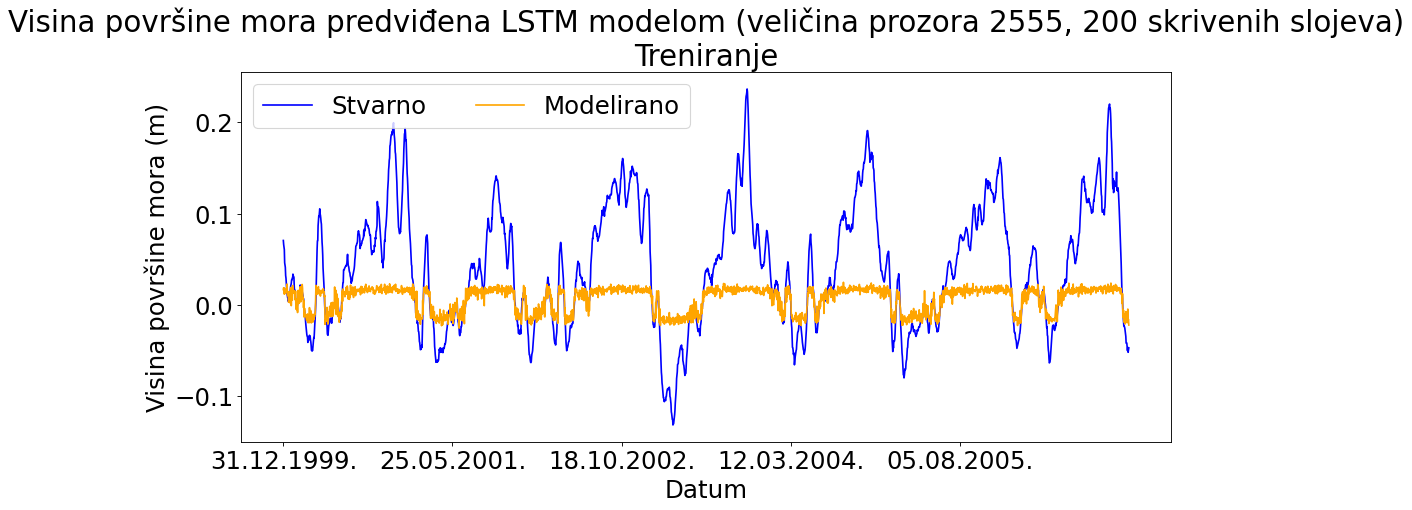 Visina površine mora predviđena LSTM modelom (veličina prozora 2555, 200 skrivenih slojeva)
Treniranje
Stvarno Modelirano
Visina površine mora (m)
0.2
0.1
0.0
−0.1
31.12.1999. 25.05.2001. 18.10.2002. 12.03.2004. 05.08.2005.
Datum